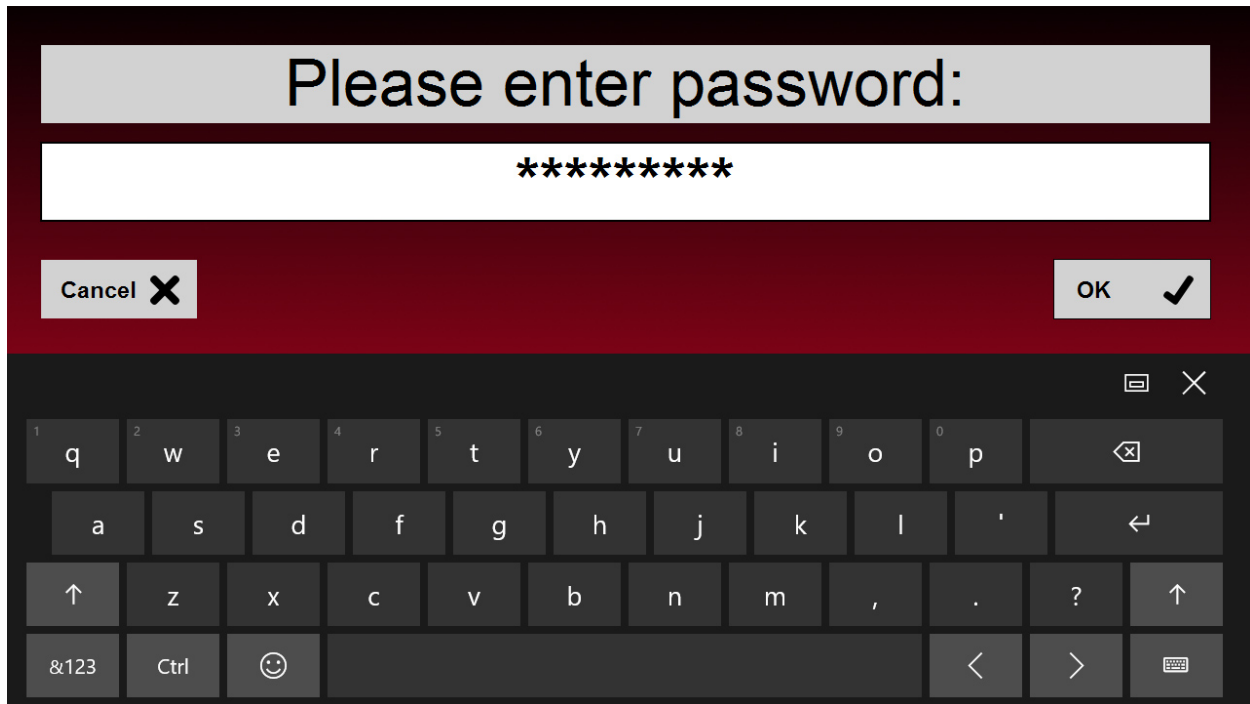 Please enter password:
*********
Cancel
OK
1 q 2 w 3 e 4 r 5 t 6 y 7 u 8 i 9 o 0 p
a s d f g h j k l '
z x c v b n m , . ?
&123 Ctrl